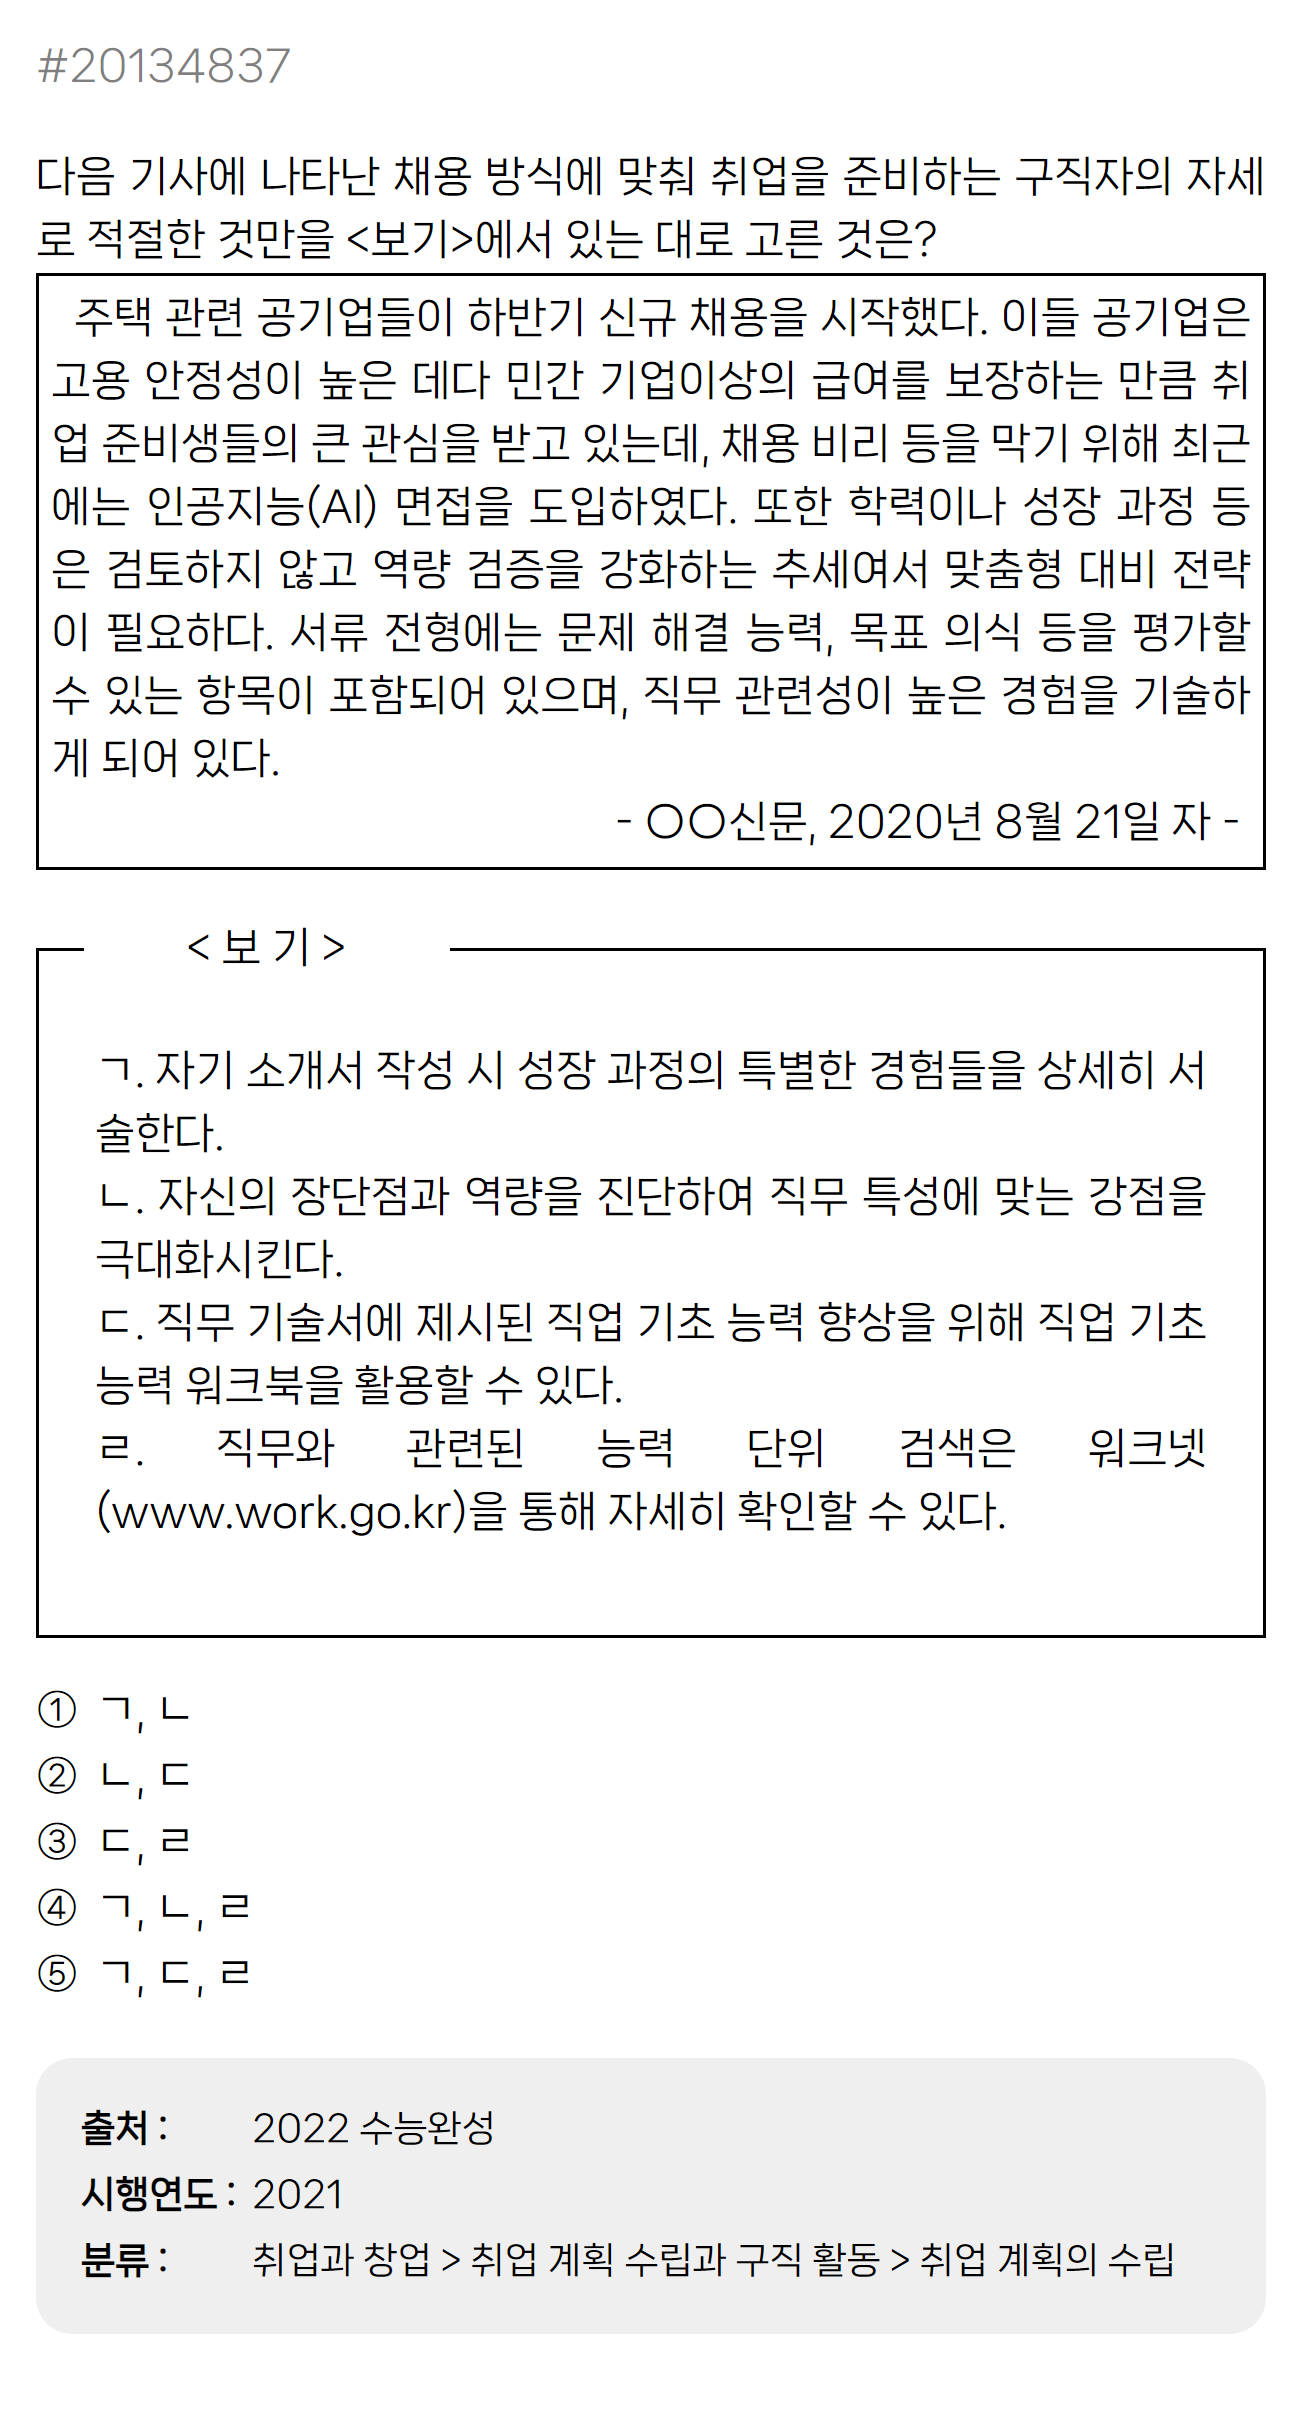 #20134837
다음 기사에 나타난 채용 방식에 맞춰 취업을 준비하는 구직자의 자세
로 적절한 것만을 <보기>에서 있는 대로 고른 것은?
주택 관련 공기업들이 하반기 신규 채용을 시작했다. 이들 공기업은
고용 안정성이 높은 데다 민간 기업이상의 급여를 보장하는 만큼 취
업 준비생들의 큰 관심을 받고 있는데, 채용 비리 등을 막기 위해 최근
에는 인공지능(AI) 면접을 도입하였다. 또한 학력이나 성장 과정 등
은 검토하지 않고 역량 검증을 강화하는 추세여서 맞춤형 대비 전략
이 필요하다. 서류 전형에는 문제 해결 능력, 목표 의식 등을 평가할
수 있는 항목이 포함되어 있으며, 직무 관련성이 높은 경험을 기술하
게 되어 있다.
- ○○신문, 2020년 8월 21일 자 -
< 보 기 >
ㄱ. 자기 소개서 작성 시 성장 과정의 특별한 경험들을 상세히 서
술한다.
ㄴ. 자신의 장단점과 역량을 진단하여 직무 특성에 맞는 강점을
극대화시킨다.
ㄷ. 직무 기술서에 제시된 직업 기초 능력 향상을 위해 직업 기초
능력 워크북을 활용할 수 있다.
ㄹ. 직무와 관련된 능력 단위 검색은 워크넷
(www.work.go.kr)을 통해 자세히 확인할 수 있다.
① ㄱ, ㄴ
② ㄴ, ㄷ
③ ㄷ, ㄹ
④ ㄱ, ㄴ, ㄹ
⑤ ㄱ, ㄷ, ㄹ
출처 : 2022 수능완성
시행연도 : 2021
분류 : 취업과 창업 > 취업 계획 수립과 구직 활동 > 취업 계획의 수립